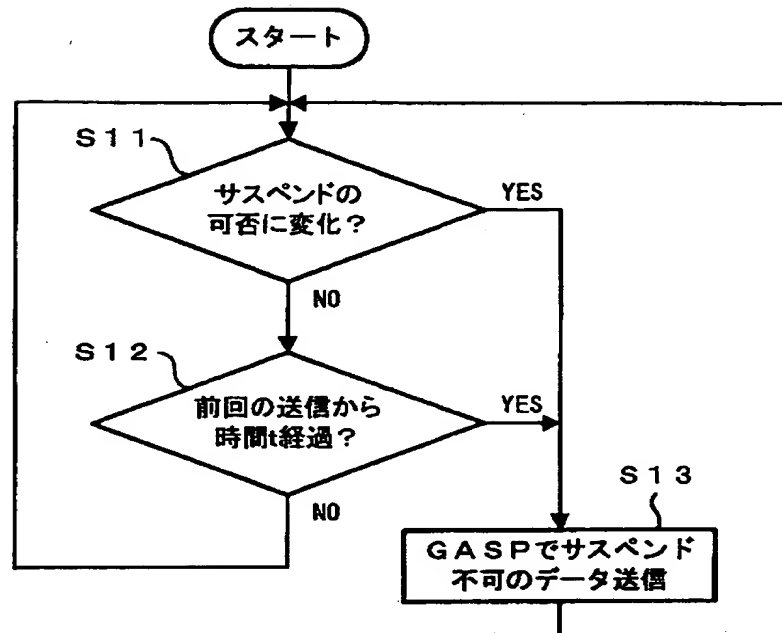 スタート
S11
サスペンドの
可否に変化?
YES
NO
S12
前回の送信から
時間t経過?
YES
NO
S13
GASPでサスペンド
不可のデータ送信